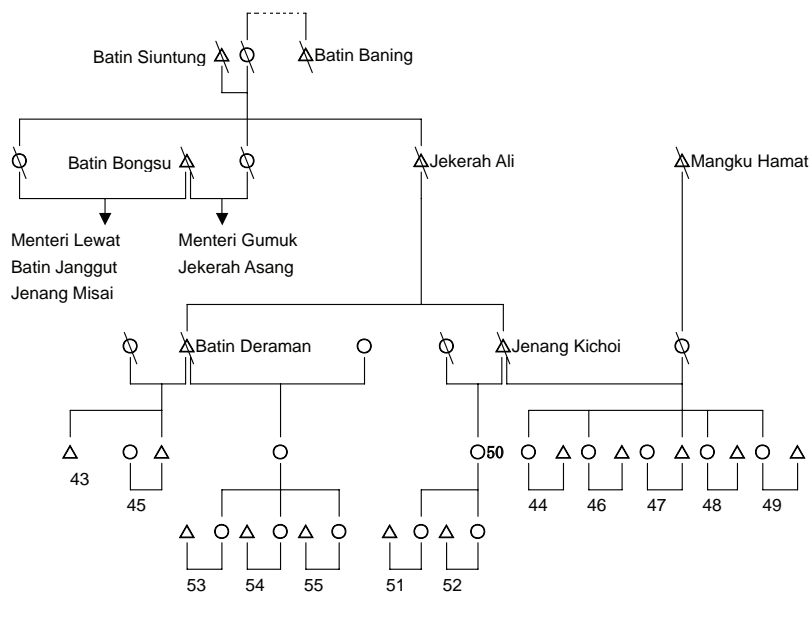 Batin Siuntung
Batin Baning
Batin Bongsu
Jekerah Ali
Mangku Hamat
Menteri Lewat
Batin Janggut
Jenang Misai
Menteri Gumuk
Jekerah Asang
Batin Deraman
Jenang Kichoi
43
45
50
44
46
47
48
49
53
54
55
51
52